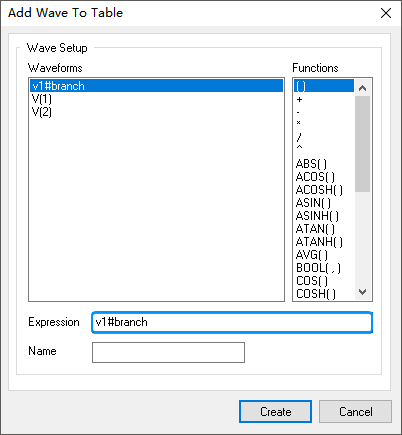 Add Wave To Table
Wave Setup
Waveforms
v1#branch
V(1)
V(2)
Functions
( )
+
-
*
/
^
ABS( )
ACOS( )
ACOSH( )
ASIN( )
ASINH( )
ATAN( )
ATANH( )
AVG( )
BOOL( , )
COS( )
COSH( )
Expression v1#branch
Name
Create Cancel